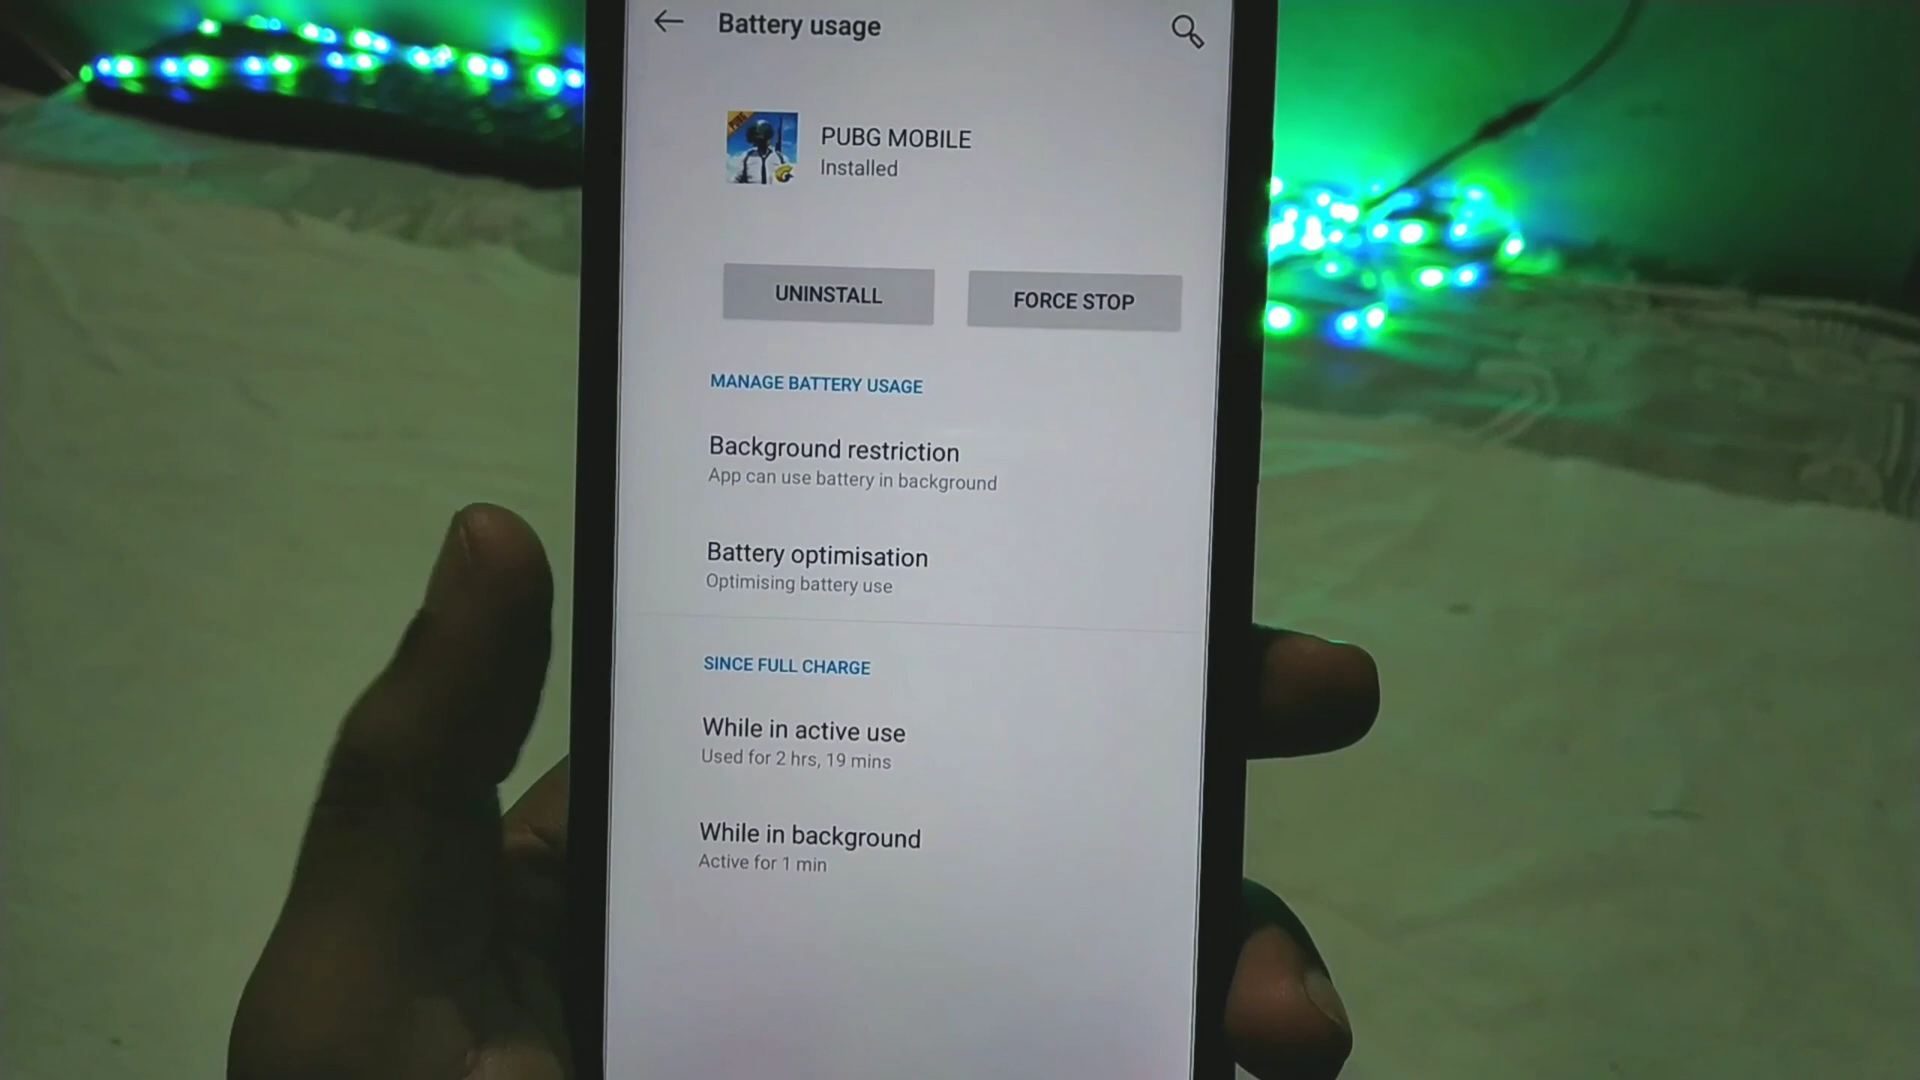 Battery usage
PUBG
PUBG MOBILE
Installed
UNINSTALL
FORCE STOP
MANAGE BATTERY USAGE
Background restriction
App can use battery in background
Battery optimisation
Optimising battery use
SINCE FULL CHARGE
While in active use
Used for 2 hrs, 19 mins
While in background
Active for 1 min